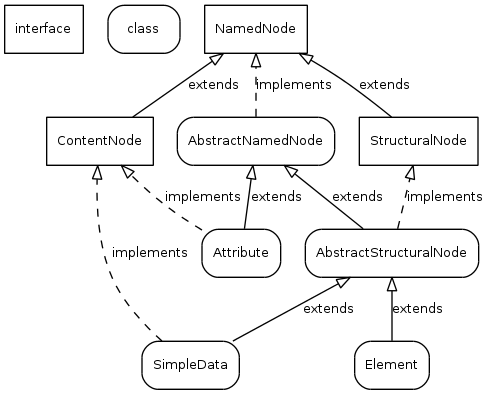 interface
class
NamedNode
extends
implements
extends
ContentNode
AbstractNamedNode
StructuralNode
implements
extends
extends
implements
implements
Attribute
AbstractStructuralNode
extends
extends
SimpleData
Element